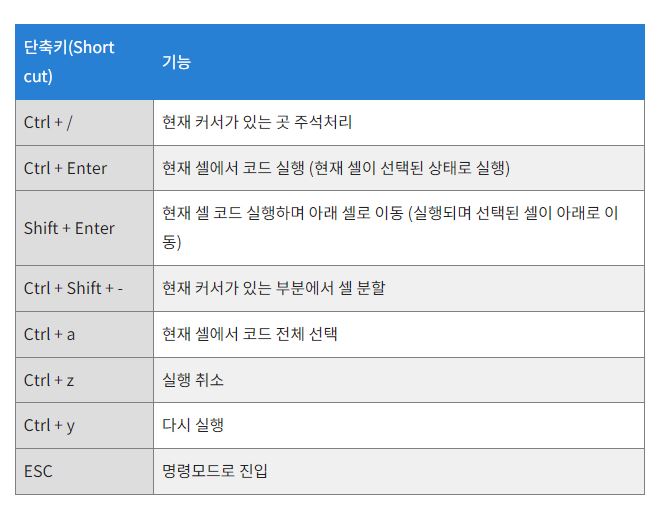 단축키(Short
cut)
기능
Ctrl + /
현재 커서가 있는 곳 주석처리
Ctrl + Enter
현재 셀에서 코드 실행 (현재 셀이 선택된 상태로 실행)
Shift + Enter
현재 셀 코드 실행하며 아래 셀로 이동 (실행되며 선택된 셀이 아래로 이
동)
Ctrl + Shift + -
현재 커서가 있는 부분에서 셀 분할
Ctrl + a
현재 셀에서 코드 전체 선택
Ctrl + z
실행 취소
Ctrl + y
다시 실행
ESC
명령모드로 진입